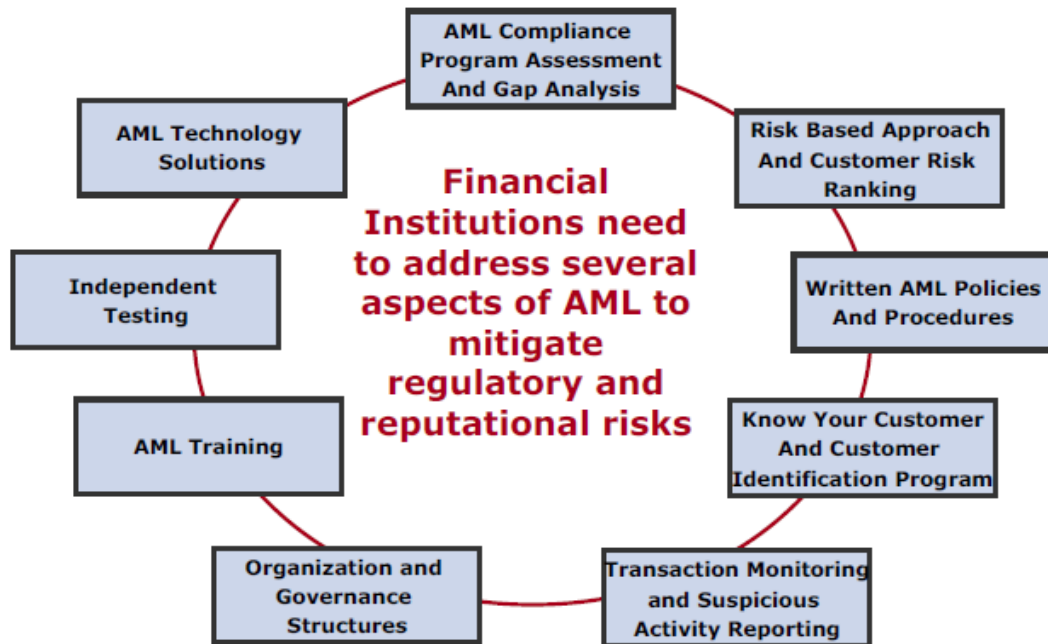 AML Compliance
Program Assessment
And Gap Analysis
Risk Based Approach
And Customer Risk
Ranking
Written AML Policies
And Procedures
Know Your Customer
And Customer
Identification Program
Transaction Monitoring
and Suspicious
Activity Reporting
Organization and
Governance
Structures
AML Training
Independent
Testing
AML Technology
Solutions
Financial
Institutions need
to address several
aspects of AML to
mitigate
regulatory and
reputational risks